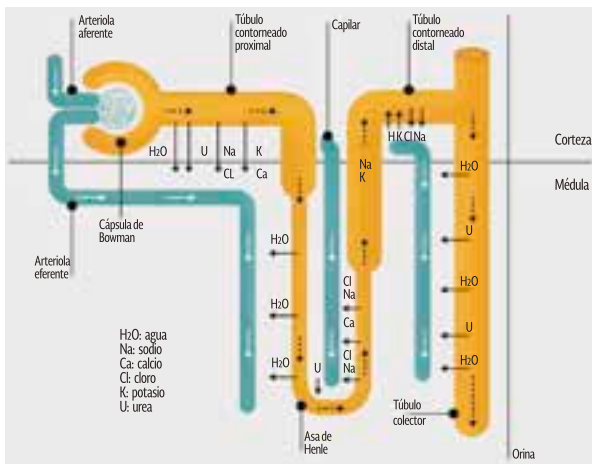 Arteriola
aferente
Túbulo
contorneado
proximal
Capilar
Túbulo
contorneado
distal
H2O
U
Na
K
CL
Ca
H K Cl Na
Corteza
Na
K
H2O
Médula
Cápsula de
Bowman
U
Arteriola
eferente
H2O
Cl
Na
H2O
H2O
Ca
H2O: agua
Na: sodio
Ca: calcio
Cl: cloro
K: potasio
U: urea
U
Cl
Na
H2O
U
H2O
Túbulo
colector
Asa de
Henle
Orina